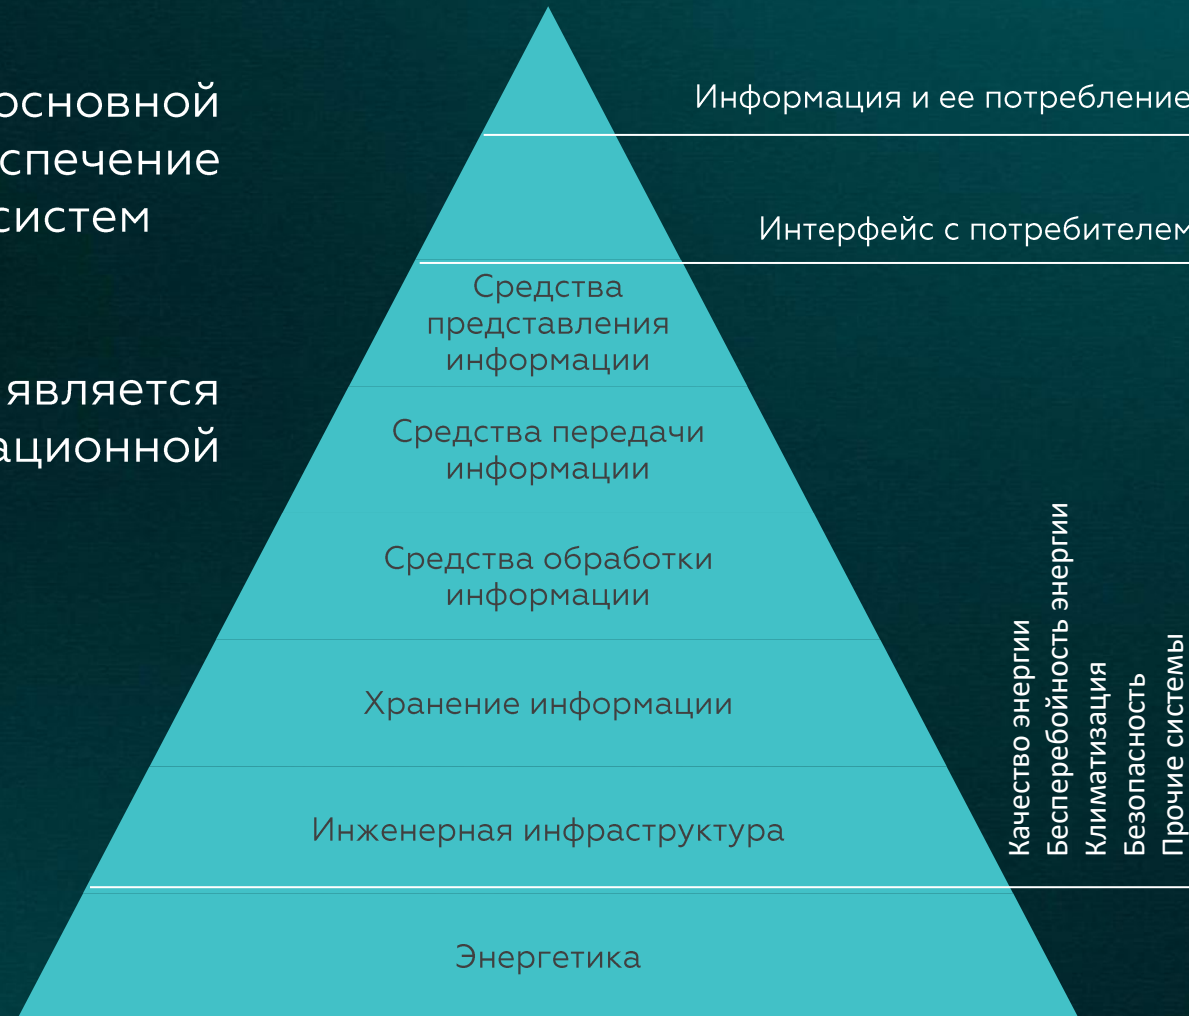 основной
спечение
систем
является
ационной
Информация и ее потребление
Интерфейс с потребителем
Средства
представления
информации
Средства передачи
информации
Средства обработки
информации
Хранение информации
Инженерная инфраструктура
Энергетика
Качество энергии
Бесперебойность энергии
Климатизация
Безопасность
Прочие системы